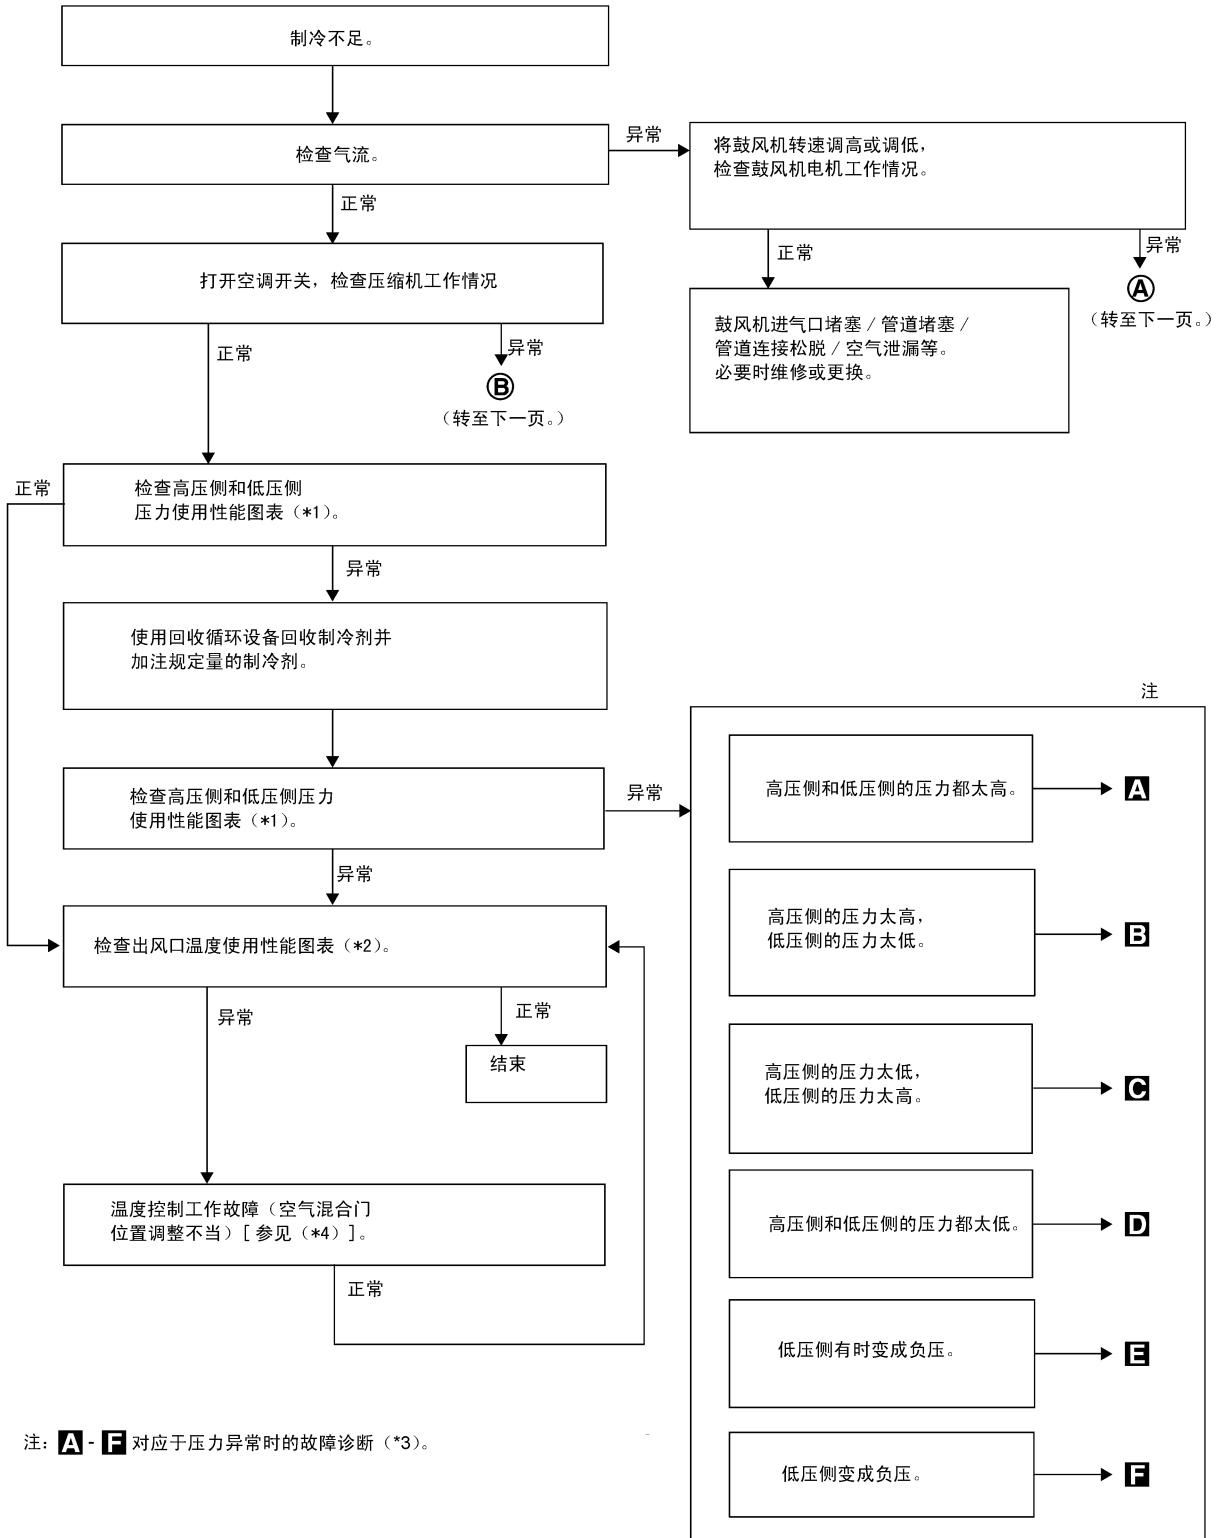 制冷不足。
检查气流。
异常
将鼓风机转速调高或调低，
检查鼓风机电机工作情况。
正常
正常
异常
A
（转至下一页。）
打开空调开关，检查压缩机工作情况
鼓风机进气口堵塞 / 管道堵塞 /
管道连接松脱 / 空气泄漏等。
必要时维修或更换。
正常
异常
B
（转至下一页。）
正常
检查高压侧和低压侧
压力使用性能图表（*1）。
异常
使用回收循环设备回收制冷剂并
加注规定量的制冷剂。
检查高压侧和低压侧压力
使用性能图表（*1）。
异常
异常
检查出风口温度使用性能图表（*2）。
异常
正常
结束
温度控制工作故障（空气混合门
位置调整不当）[ 参见（*4）]。
正常
注
高压侧和低压侧的压力都太高。
A
高压侧的压力太高，
低压侧的压力太低。
B
高压侧的压力太低，
低压侧的压力太高。
C
高压侧和低压侧的压力都太低。
D
低压侧有时变成负压。
E
低压侧变成负压。
F
注: A - F 对应于压力异常时的故障诊断（*3）。